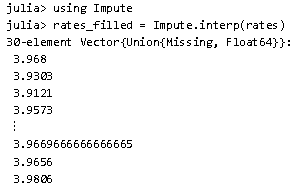 julia> using Impute
julia> rates_filled = Impute.interp(rates)
30-element Vector{Union{Missing, Float64}}:
3.968
3.9303
3.9121
3.9573
⋮
3.9669666666666665
3.9656
3.9806